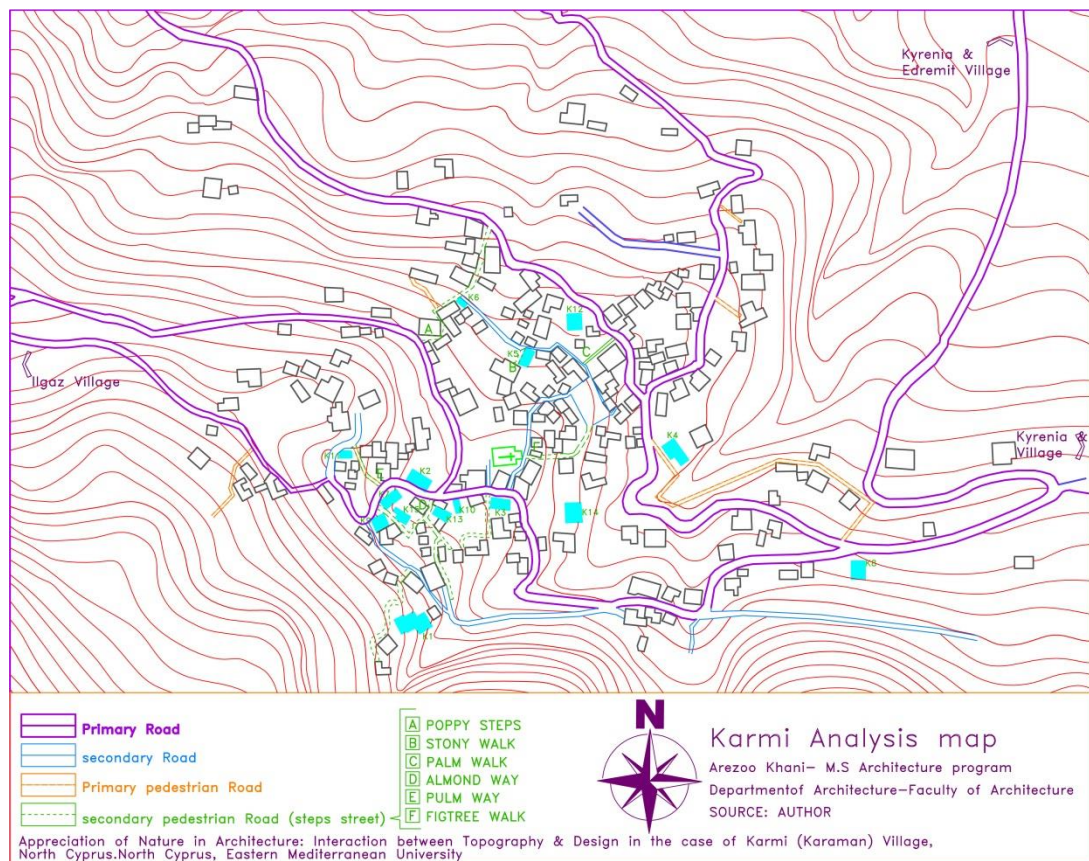 Kyrenia &
Edremit Village
K6
K12
A
K5
B
C
Ilgaz Village
Kyrenia &
Village
K4
K1
E
F
K2
D
K10
K3
K13
K14
K8
K1
Primary Road
secondary Road
Primary pedestrian Road
secondary pedestrian Road (steps street)
A POPPY STEPS
B STONY WALK
C PALM WALK
D ALMOND WAY
E PULM WAY
F FIGTREE WALK
N
Karmi Analysis map
Arezoo Khani- M.S Architecture program
Departmentof Architecture-Faculty of Architecture
SOURCE: AUTHOR
Appreciation of Nature in Architecture: Interaction between Topography & Design in the case of Karmi (Karaman) Village,
North Cyprus.North Cyprus, Eastern Mediterranean University